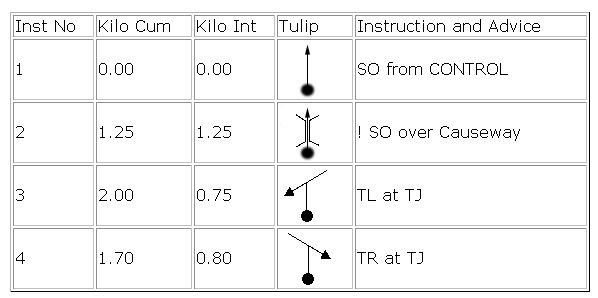 Inst No Kilo Cum Kilo Int Tulip Instruction and Advice
1 0.00 0.00 SO from CONTROL
2 1.25 1.25 ! SO over Causeway
3 2.00 0.75 TL at TJ
4 1.70 0.80 TR at TJ